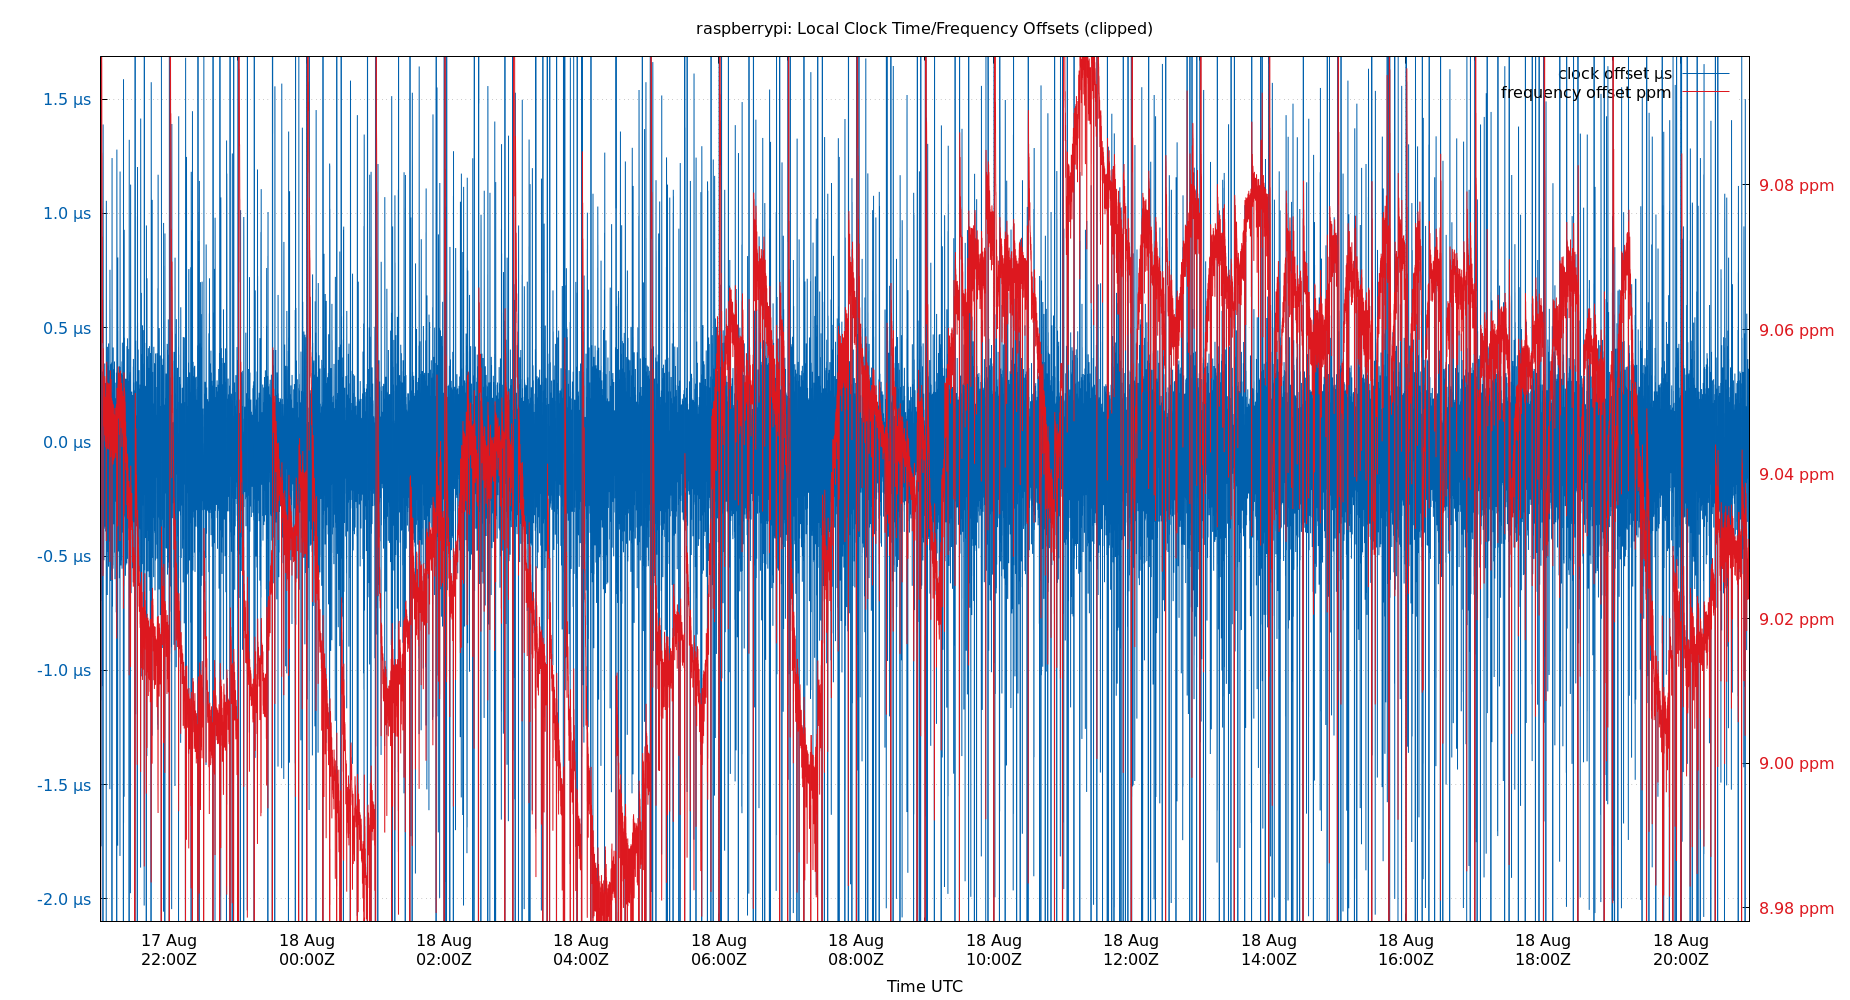 raspberrypi: Local Clock Time/Frequency Offsets (clipped)
clock offset µs
frequency offset ppm
1.5 µs
1.0 µs
0.5 µs
0.0 µs
-0.5 µs
-1.0 µs
-1.5 µs
-2.0 µs
9.08 ppm
9.06 ppm
9.04 ppm
9.02 ppm
9.00 ppm
8.98 ppm
17 Aug 18 Aug 18 Aug 18 Aug 18 Aug 18 Aug 18 Aug 18 Aug 18 Aug 18 Aug 18 Aug 18 Aug
22:00Z 00:00Z 02:00Z 04:00Z 06:00Z 08:00Z 10:00Z 12:00Z 14:00Z 16:00Z 18:00Z 20:00Z
Time UTC